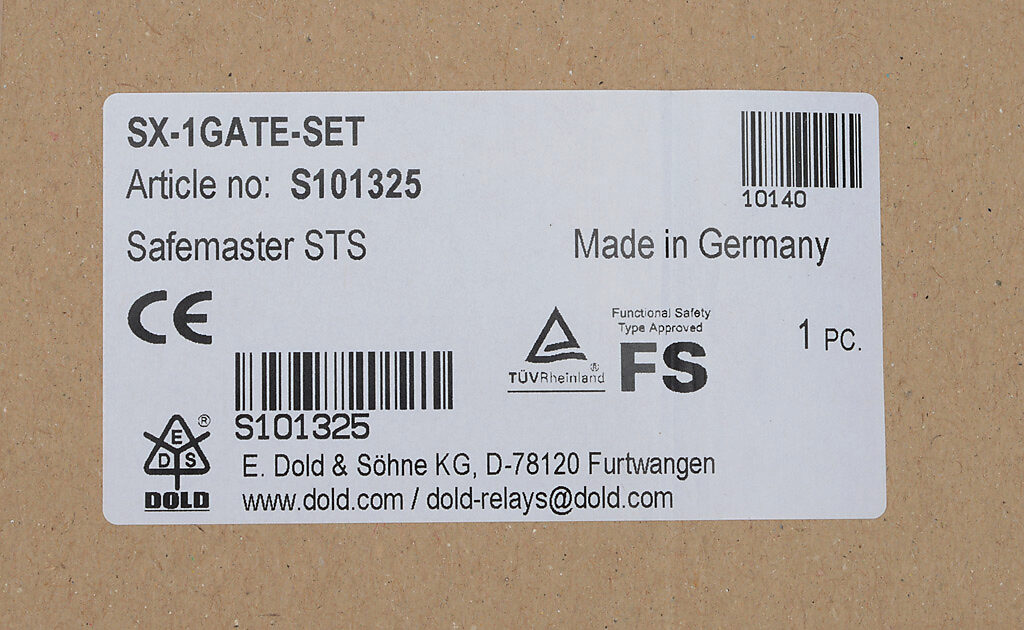 SX-1GATE-SET
Article no: S101325
10140
Safemaster STS
Made in Germany
CE
Functional Safety
Type Approved
FS
TÜVRheinland®
1 PC.
S101325
E ®
D S
DOLD
E. Dold & Söhne KG, D-78120 Furtwangen
www.dold.com / dold-relays@dold.com